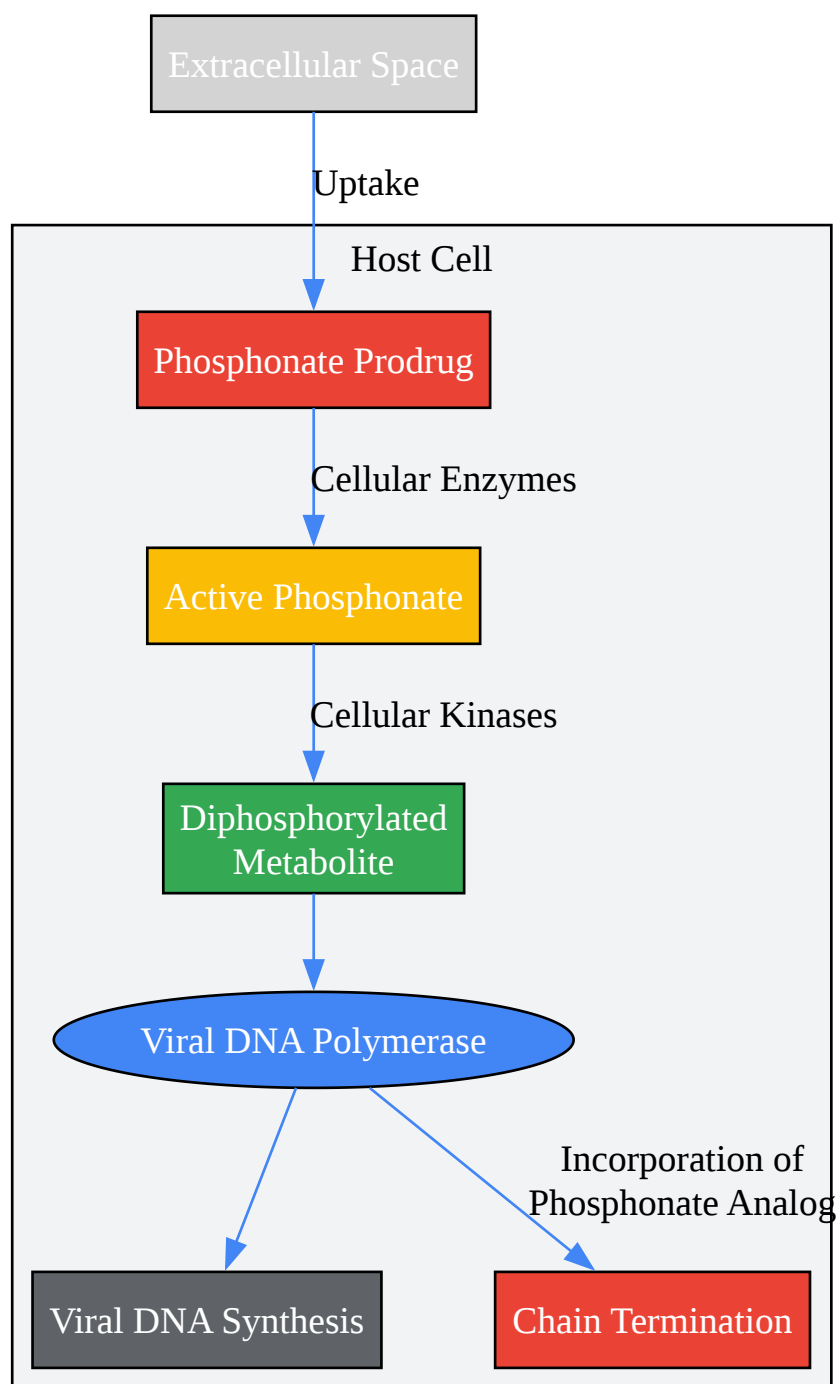 Extracellular Space
Uptake
Host Cell
Phosphonate Prodrug
Cellular Enzymes
Active Phosphonate
Cellular Kinases
Diphosphorylated
Metabolite
Viral DNA Polymerase
Incorporation of
Phosphonate Analog
Viral DNA Synthesis
Chain Termination